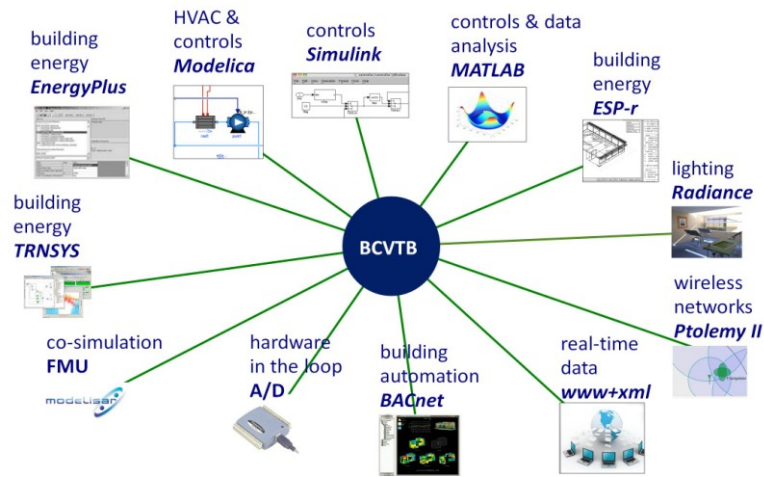 building
energy
EnergyPlus
HVAC &
controls
Modelica
controls
Simulink
controls & data
analysis
MATLAB
building
energy
ESP-r
lighting
Radiance
building
energy
TRNSYS
BCVTB
wireless
networks
Ptolemy II
co-simulation
FMU
modelisar
hardware
in the loop
A/D
building
automation
BACnet
real-time
data
www+xml